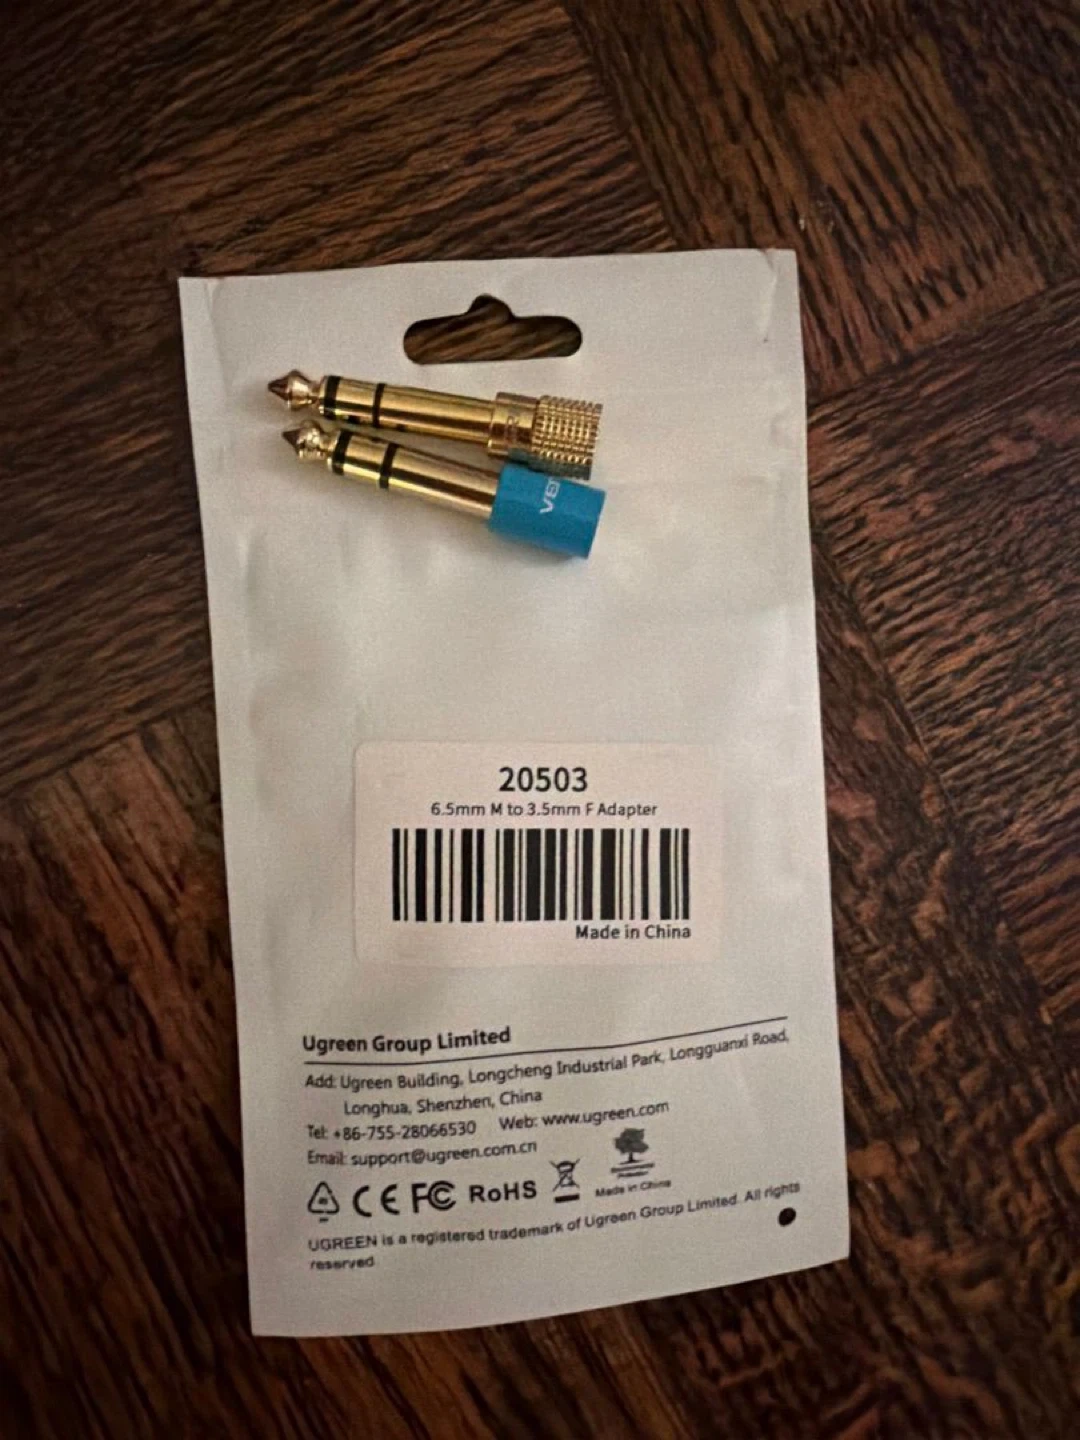 20503
6.5mm M to 3.5mm F Adapter
Made in China
Ugreen Group Limited
Add: Ugreen Building, Longcheng Industrial Park, Longguanxi Road,
Longhua, Shenzhen, China
Tel: +86-755-28066530 Web: www.ugreen.com
Email: support@ugreen.com.cn
CE FC RoHS
Made in China
UGREEN is a registered trademark of Ugreen Group Limited. All rights
reserved